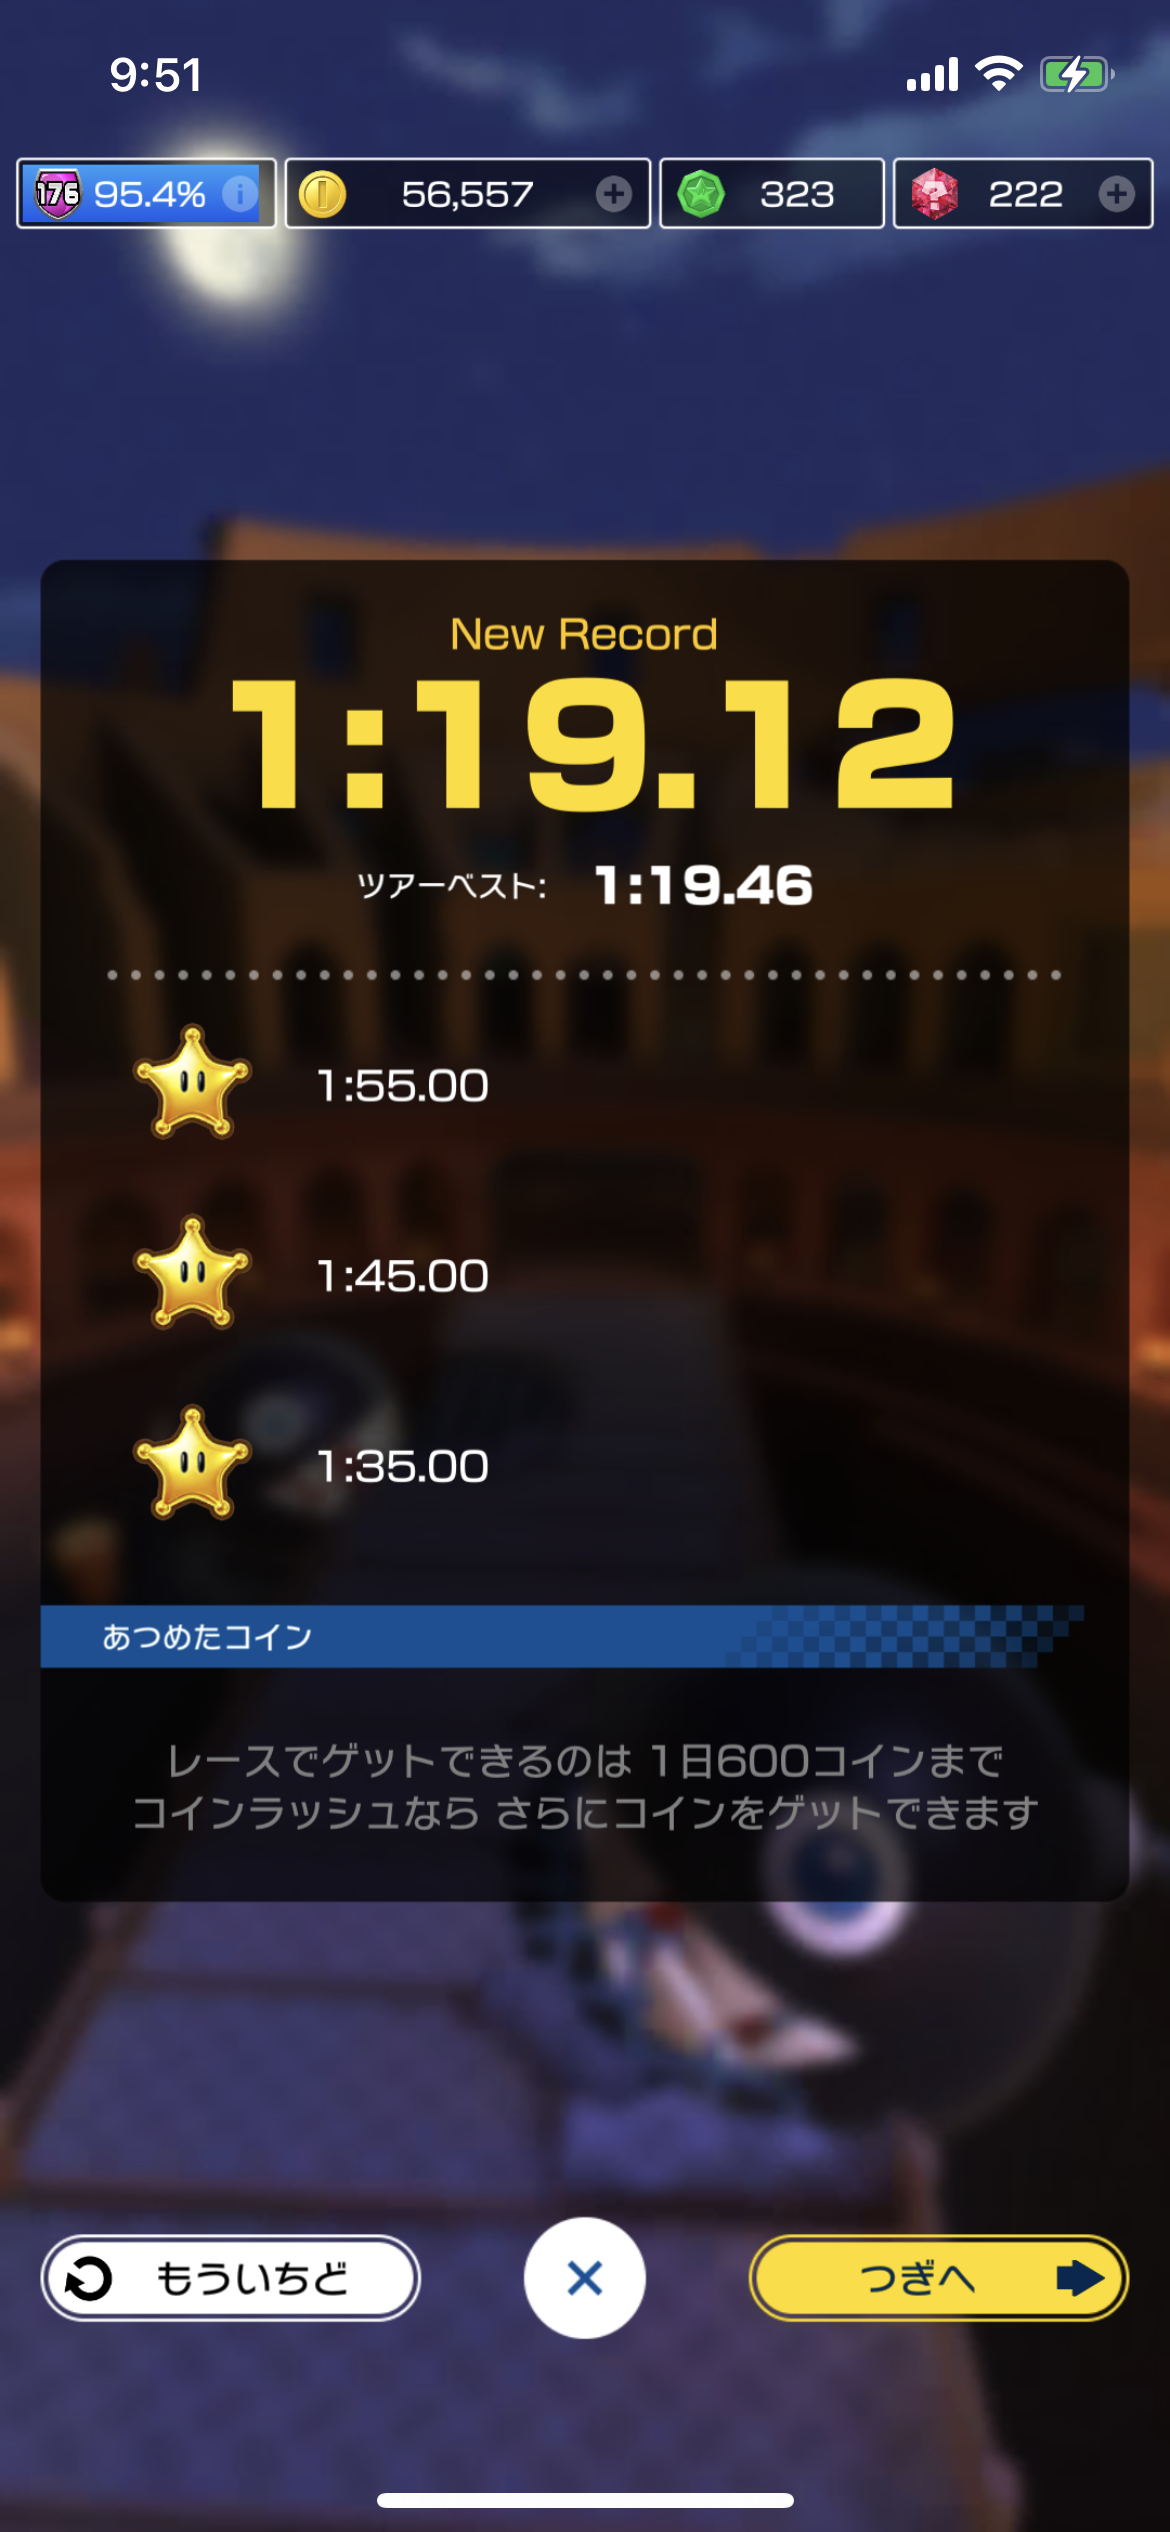 9:51
176 95.4% i 56,557 + 323 222 +
New Record
1:19.12
ツアーベスト: 1:19.46
1:55.00
1:45.00
1:35.00
あつめたコイン
レースでゲットできるのは 1日600コインまで
コインラッシュなら さらにコインをゲットできます
もういちど × つぎへ